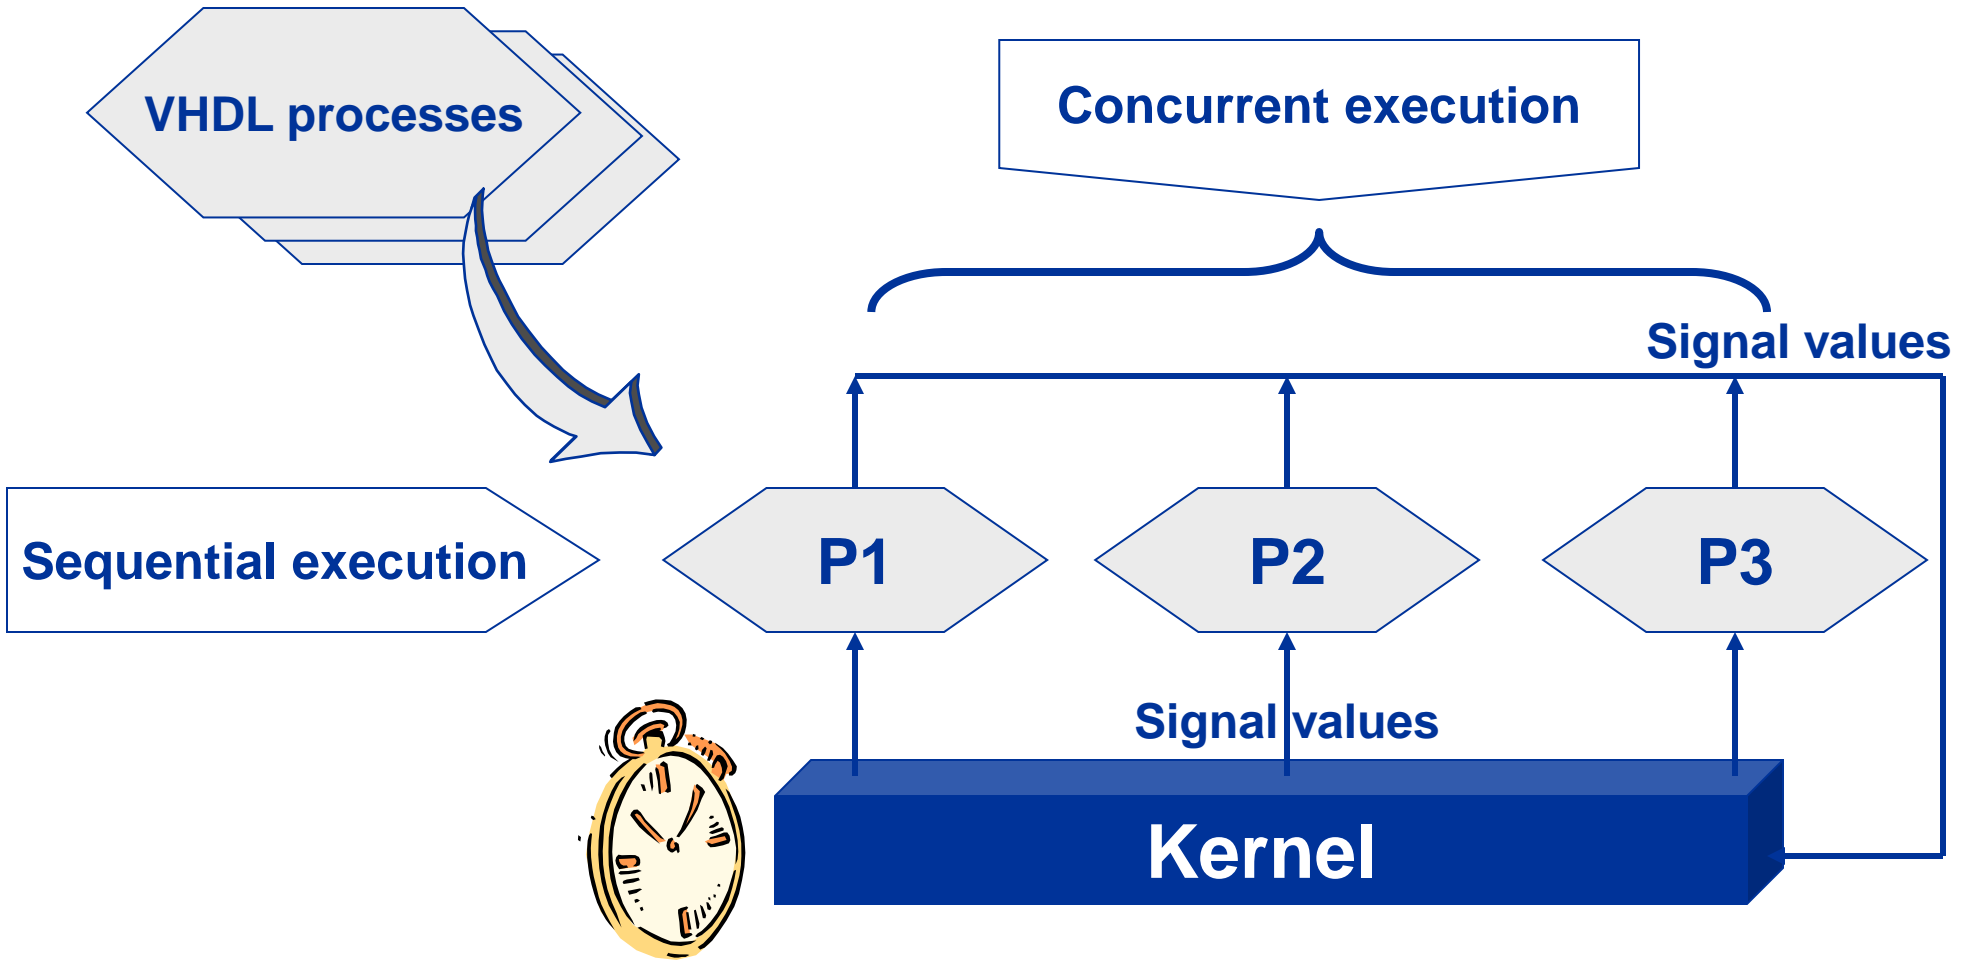 VHDL processes
Concurrent execution
Signal values
Sequential execution
P1
P2
P3
Signal values
Kernel